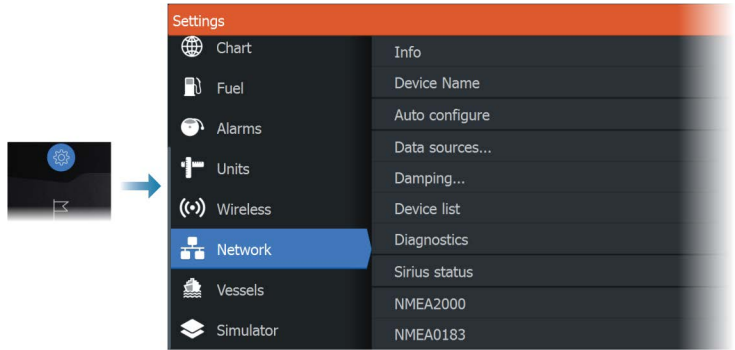 Settings
Chart
Fuel
Alarms
Units
Wireless
Network
Vessels
Simulator
Info
Device Name
Auto configure
Data sources...
Damping...
Device list
Diagnostics
Sirius status
NMEA2000
NMEA0183